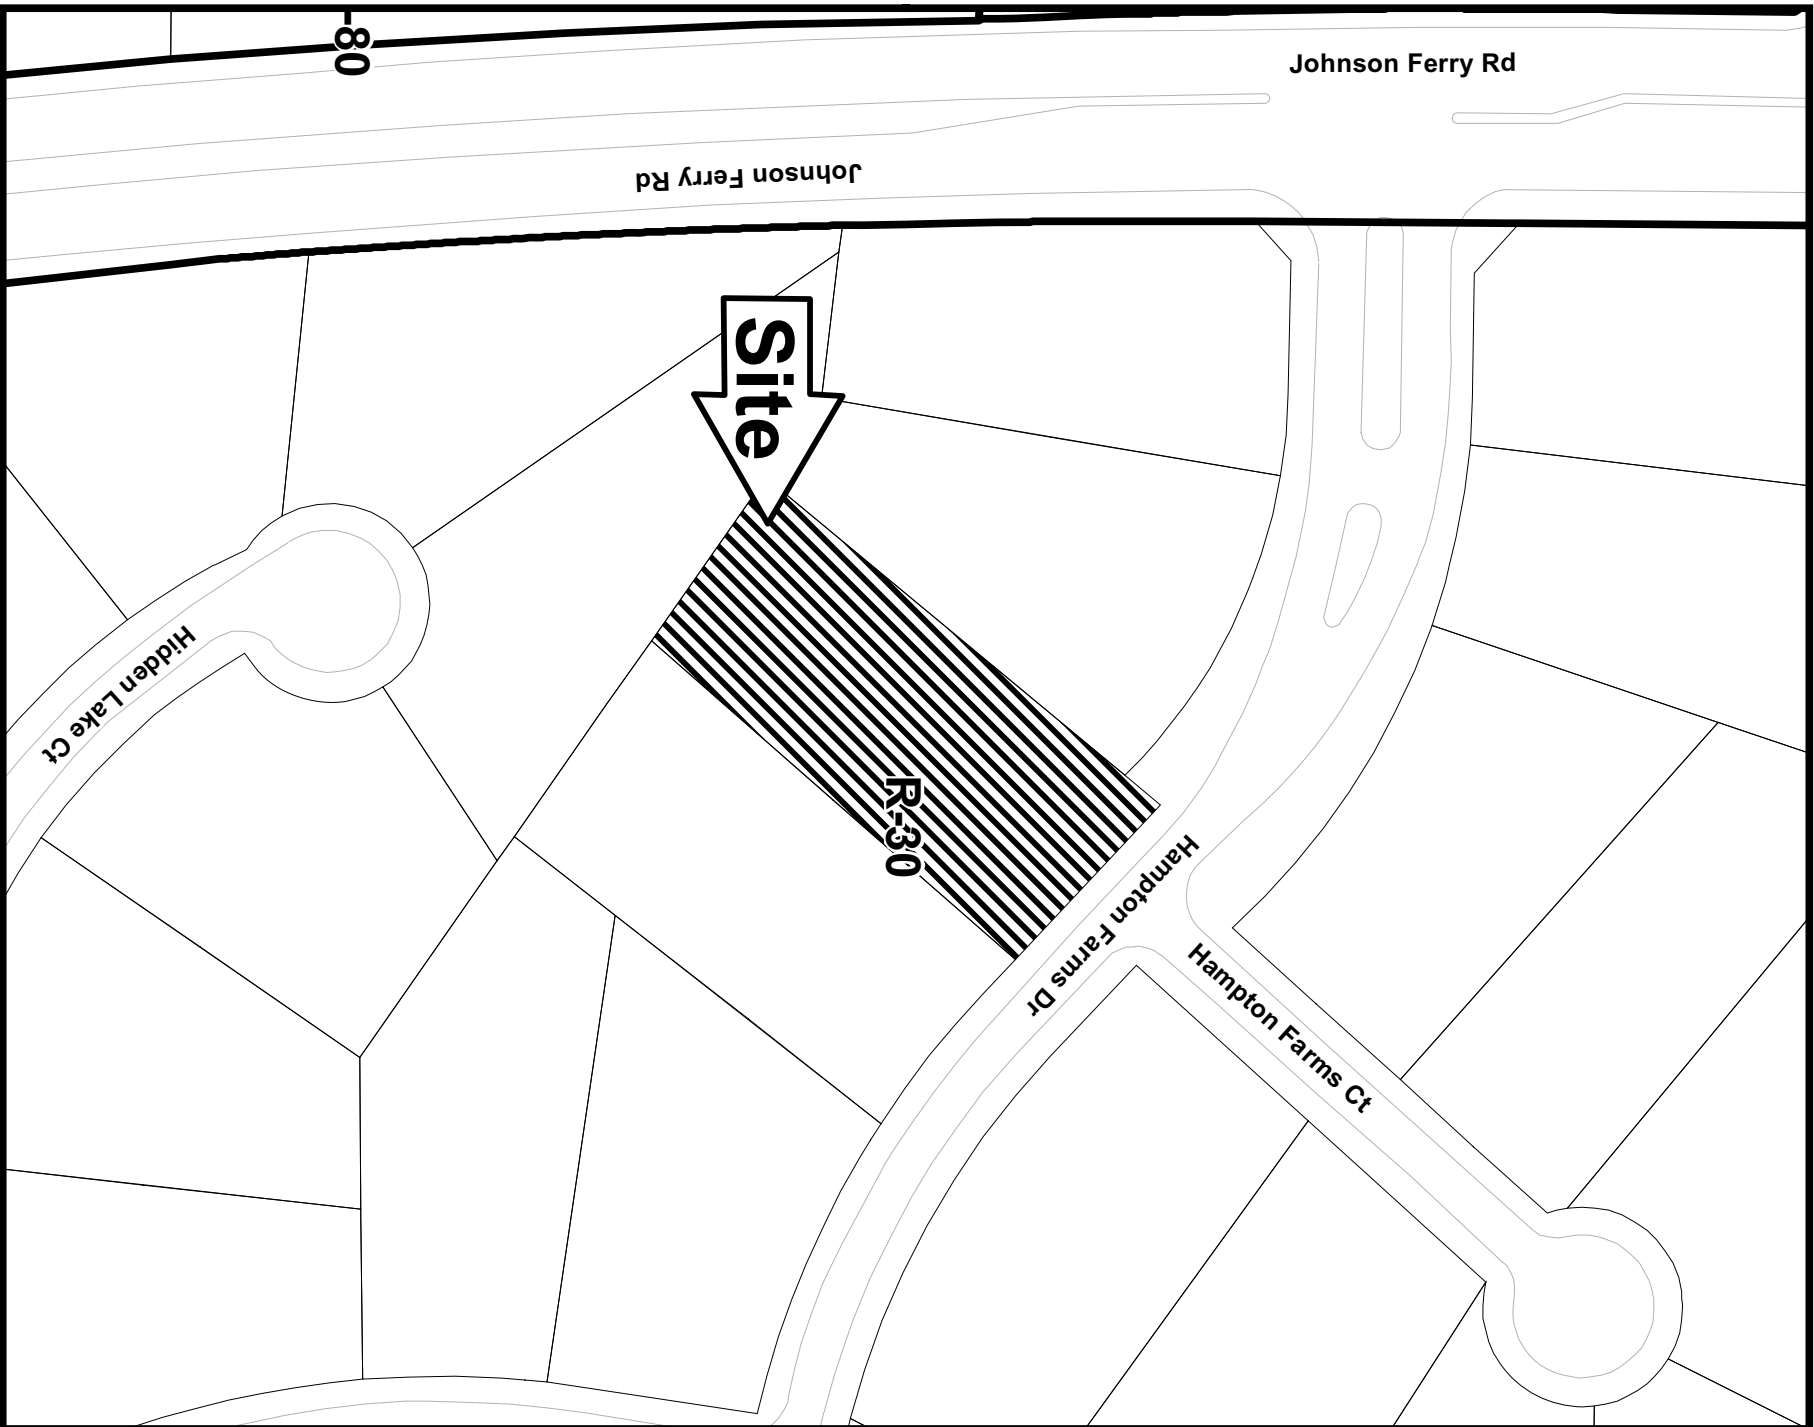 -80
Johnson Ferry Rd
Johnson Ferry Rd
Site
Hidden Lake Ct
R-30
Hampton Farms Dr
Hampton Farms Ct